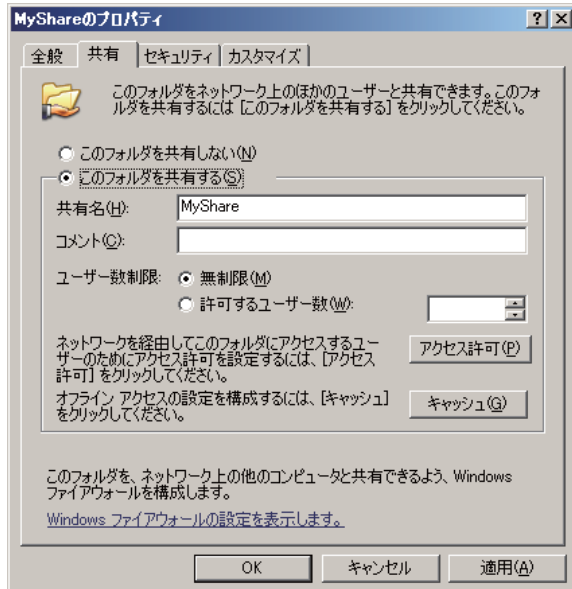 MyShareのプロパティ
全般 共有 セキュリティ カスタマイズ
このフォルダをネットワーク上のほかのユーザーと共有できます。このフォ
ルダを共有するには [このフォルダを共有する] をクリックしてください。
このフォルダを共有しない(N)
このフォルダを共有する(S)
共有名(H): MyShare
コメント(C):
ユーザー数制限: 無制限(M)
許可するユーザー数(W):
ネットワークを経由してこのフォルダにアクセスするユー
ザーのためにアクセス許可を設定するには、[アクセス
許可] をクリックしてください。
アクセス許可(P)
オフライン アクセスの設定を構成するには、[キャッシュ]
をクリックしてください。
キャッシュ(G)
このフォルダを、ネットワーク上の他のコンピュータと共有できるよう、Windows
ファイアウォールを構成します。
Windows ファイアウォールの設定を表示します。
OK キャンセル 適用(A)